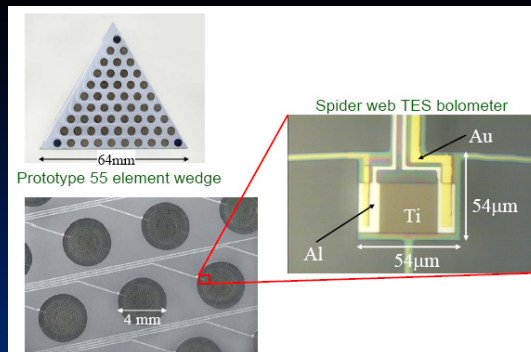 64mm
Prototype 55 element wedge
4 mm
Spider web TES bolometer
Au
Ti
Al
54μm
54μm